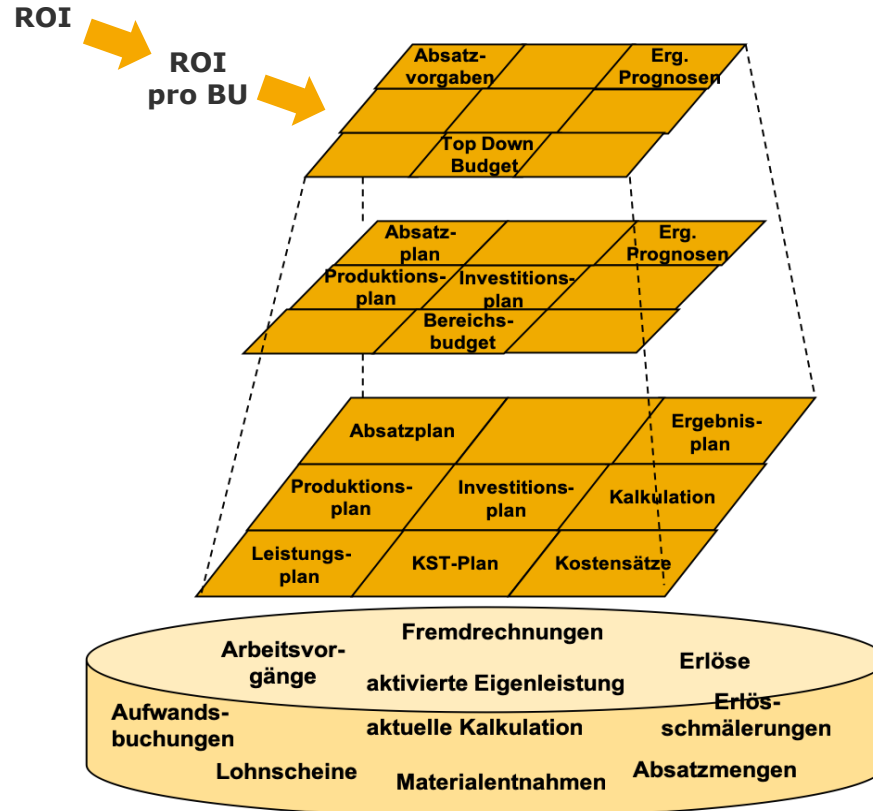 ROI
ROI
pro BU
Absatz-
vorgaben
Erg.
Prognosen
Top Down
Budget
Absatz-
plan
Erg.
Prognosen
Produktions-
plan
Investitions-
plan
Bereichs-
budget
Absatzplan
Ergebnis-
plan
Produktions-
plan
Investitions-
plan
Kalkulation
Leistungs-
plan
KST-Plan
Kostensätze
Fremdrechnungen
Arbeitsvor-
gänge
Erlöse
aktivierte Eigenleistung
Aufwands-
buchungen
aktuelle Kalkulation
Erlös-
schmälerungen
Lohnscheine
Materialentnahmen
Absatzmengen